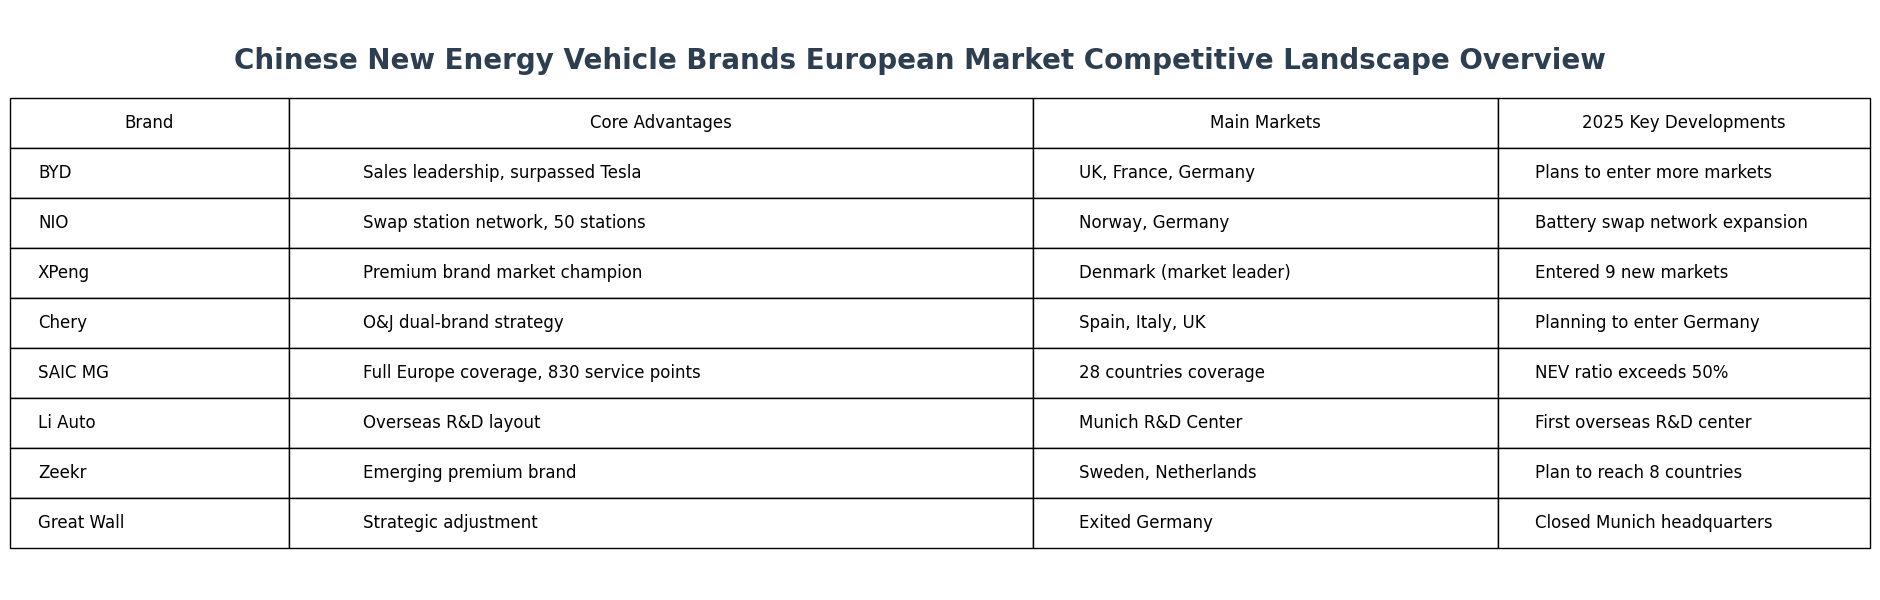 Chinese New Energy Vehicle Brands European Market Competitive Landscape Overview
Brand Core Advantages Main Markets 2025 Key Developments
BYD Sales leadership, surpassed Tesla UK, France, Germany Plans to enter more markets
NIO Swap station network, 50 stations Norway, Germany Battery swap network expansion
XPeng Premium brand market champion Denmark (market leader) Entered 9 new markets
Chery O&J dual-brand strategy Spain, Italy, UK Planning to enter Germany
SAIC MG Full Europe coverage, 830 service points 28 countries coverage NEV ratio exceeds 50%
Li Auto Overseas R&D layout Munich R&D Center First overseas R&D center
Zeekr Emerging premium brand Sweden, Netherlands Plan to reach 8 countries
Great Wall Strategic adjustment Exited Germany Closed Munich headquarters